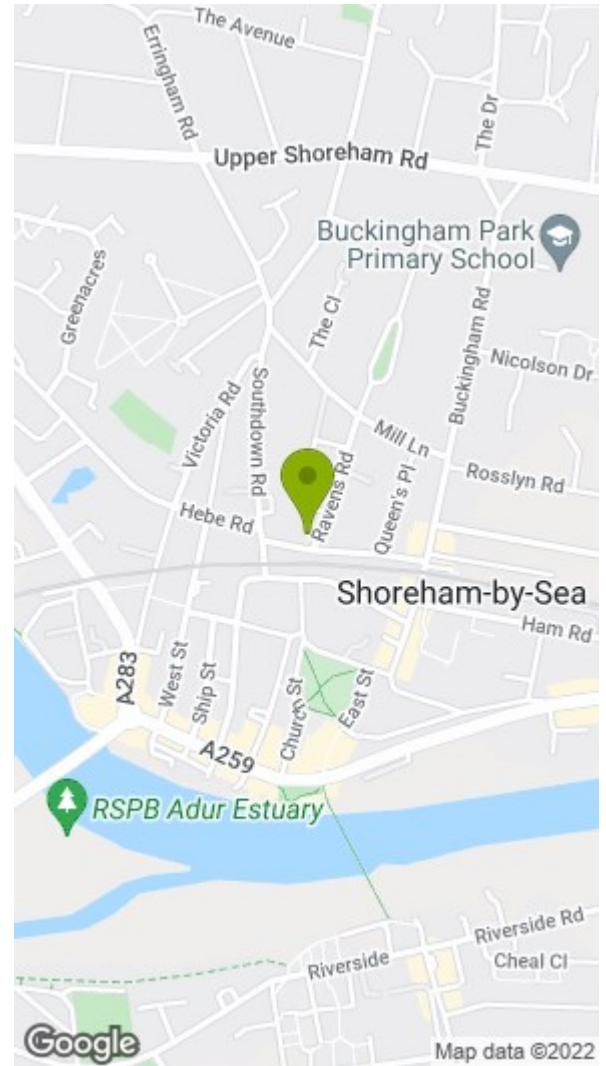 The Avenue
Erringham Rd
The Dr
Upper Shoreham Rd
Buckingham Park
Primary School
Greenacres
The Cl
Buckingham Rd
Nicolson Dr
Victoria Rd
Southdown Rd
Mill Ln
Rosslyn Rd
Ravens Rd
Queen's Pl
Hebe Rd
Shoreham-by-Sea
Ham Rd
A283
West St
Ship St
Church St
East St
A259
RSPB Adur Estuary
Riverside Rd
Riverside
Cheal Cl
Google
Map data ©2022